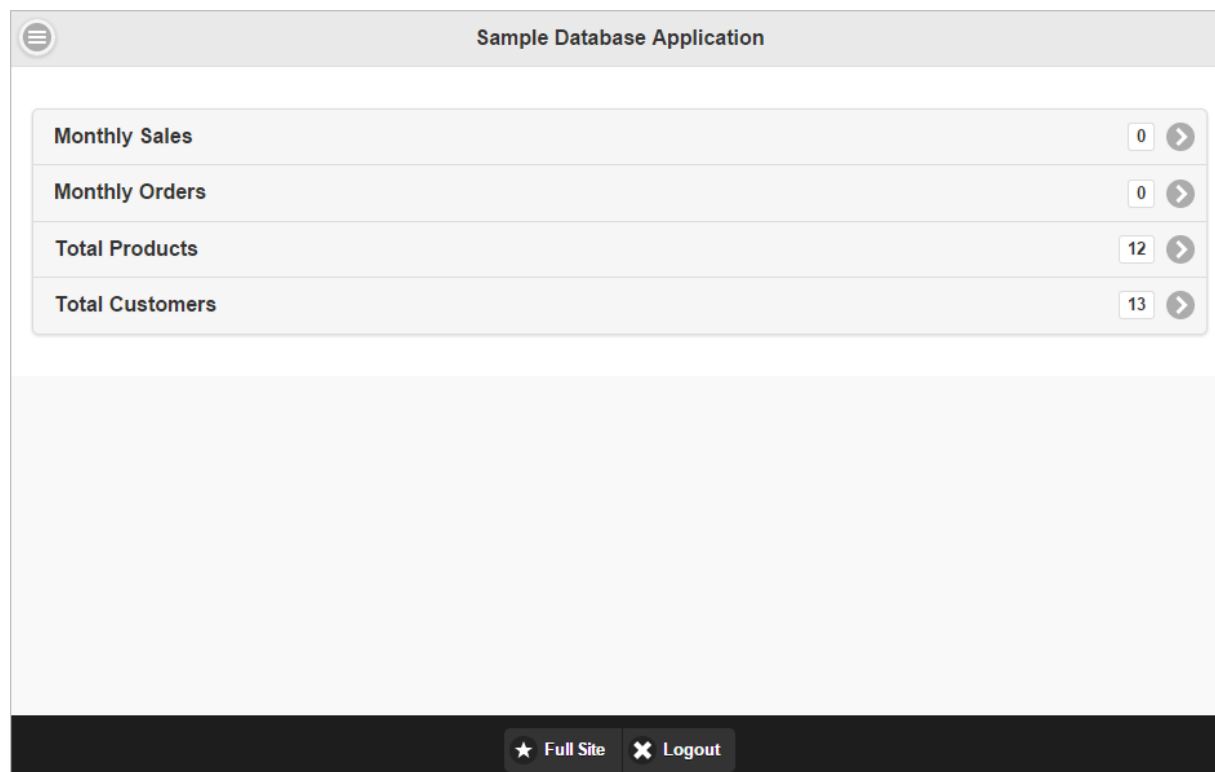 Sample Database Application
Monthly Sales 0
Monthly Orders 0
Total Products 12
Total Customers 13
Full Site Logout